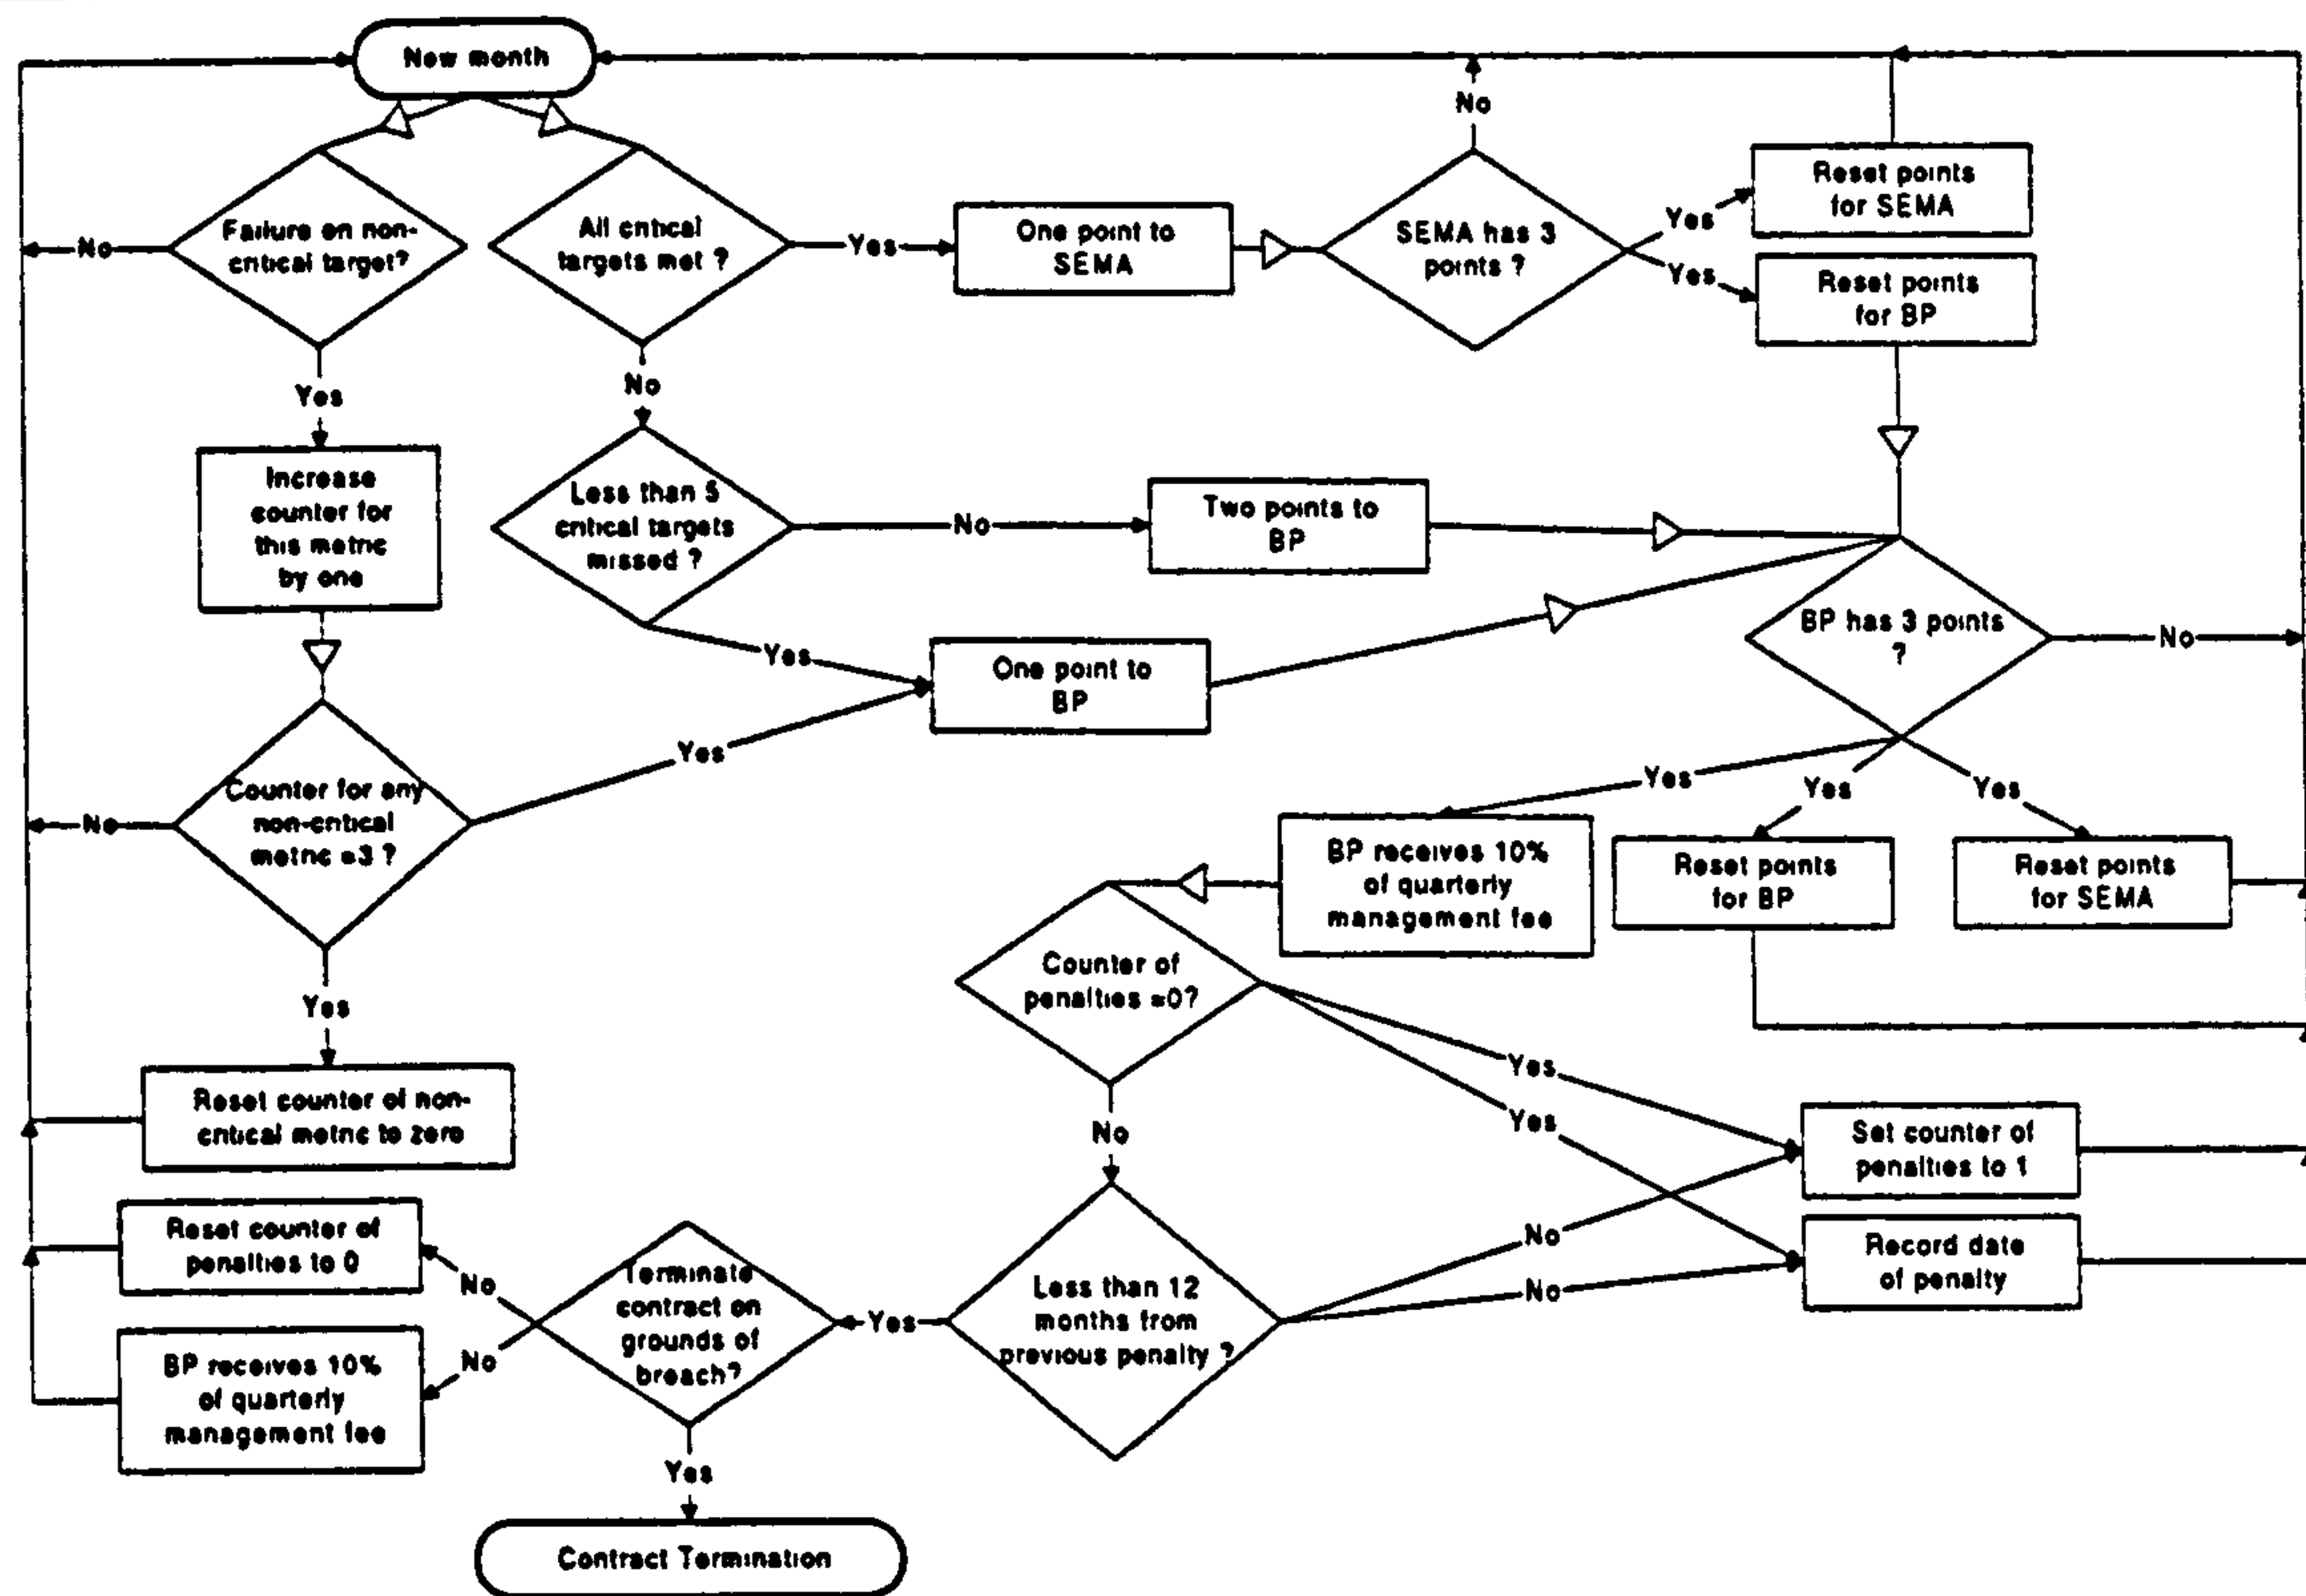 New month
No
Failure on non-
critical target?
All critical
targets met ?
Yes
One point to
SEMA
SEMA has 3
points ?
No
Yes
Reset points
for SEMA
Yes
Reset points
for BP
Yes
No
Increase
counter for
this metric
by one
Less than 5
critical targets
missed ?
No
Two points to
BP
Yes
One point to
BP
BP has 3 points
?
No
Yes
Yes
Yes
Yes
Counter for any
non-critical
metric =3 ?
No
BP receives 10%
of quarterly
management fee
Reset points
for BP
Reset points
for SEMA
Counter of
penalties =0?
Yes
Yes
Yes
No
Reset counter of non-
critical metric to zero
Set counter of
penalties to 1
Reset counter of
penalties to 0
No
Terminate
contract on
grounds of
breach?
Yes
Less than 12
months from
previous penalty ?
No
No
Record date
of penalty
BP receives 10%
of quarterly
management fee
No
Yes
Contract Termination